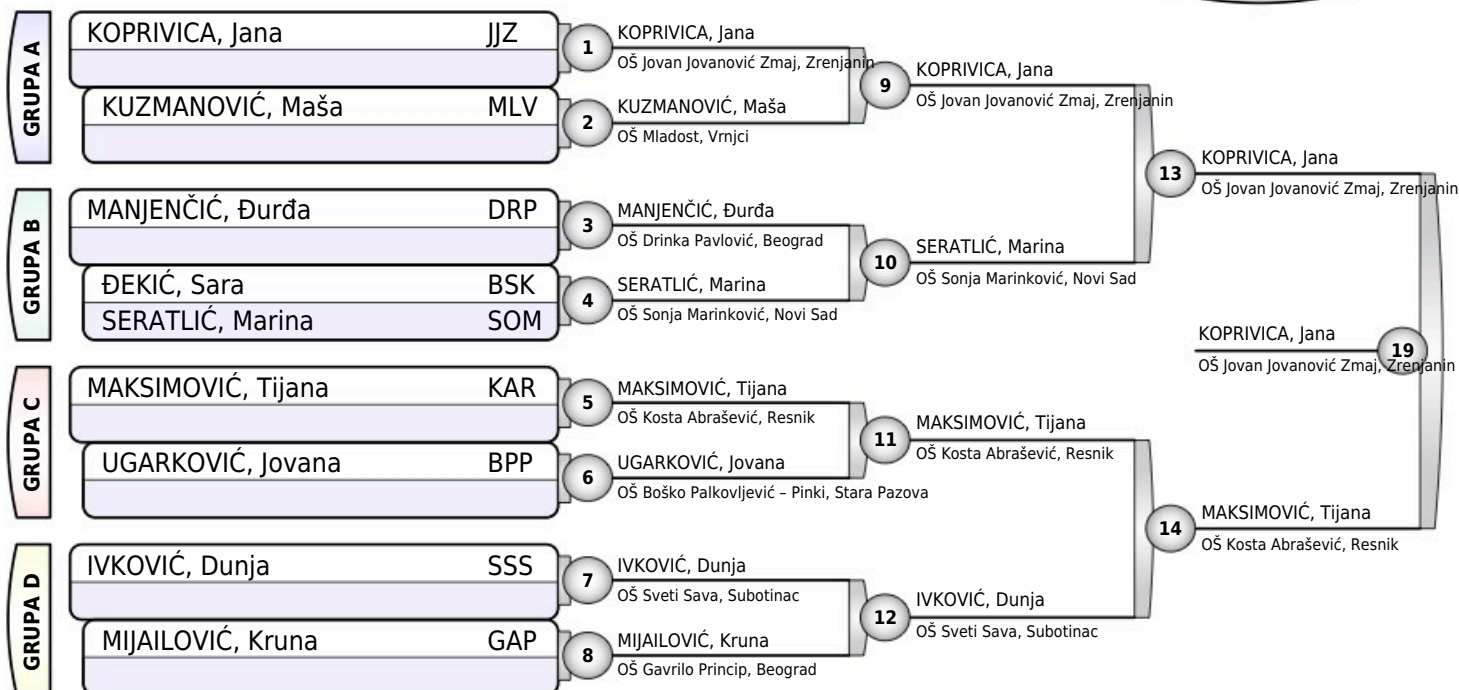 GRUPA A
KOPRIVICA, Jana JJZ
KUZMANOVIĆ, Maša MLV
1
KOPRIVICA, Jana
OŠ Jovan Jovanović Zmaj, Zrenjanin
2
KUZMANOVIĆ, Maša
OŠ Mladost, Vrnjci
9
KOPRIVICA, Jana
OŠ Jovan Jovanović Zmaj, Zrenjanin
GRUPA B
MANJENČIĆ, Đurđa DRP
ĐEKIĆ, Sara BSK
SERATLIĆ, Marina SOM
3
MANJENČIĆ, Đurđa
OŠ Drinka Pavlović, Beograd
4
SERATLIĆ, Marina
OŠ Sonja Marinković, Novi Sad
10
SERATLIĆ, Marina
OŠ Sonja Marinković, Novi Sad
13
KOPRIVICA, Jana
OŠ Jovan Jovanović Zmaj, Zrenjanin
GRUPA C
MAKSIMOVIĆ, Tijana KAR
UGARKOVIĆ, Jovana BPP
5
MAKSIMOVIĆ, Tijana
OŠ Kosta Abrašević, Resnik
6
UGARKOVIĆ, Jovana
OŠ Boško Palkovljević – Pinki, Stara Pazova
11
MAKSIMOVIĆ, Tijana
OŠ Kosta Abrašević, Resnik
GRUPA D
IVKOVIĆ, Dunja SSS
MIJAILOVIĆ, Kruna GAP
7
IVKOVIĆ, Dunja
OŠ Sveti Sava, Subotinac
8
MIJAILOVIĆ, Kruna
OŠ Gavrilo Princip, Beograd
12
IVKOVIĆ, Dunja
OŠ Sveti Sava, Subotinac
14
MAKSIMOVIĆ, Tijana
OŠ Kosta Abrašević, Resnik
KOPRIVICA, Jana
19
OŠ Jovan Jovanović Zmaj, Zrenjanin